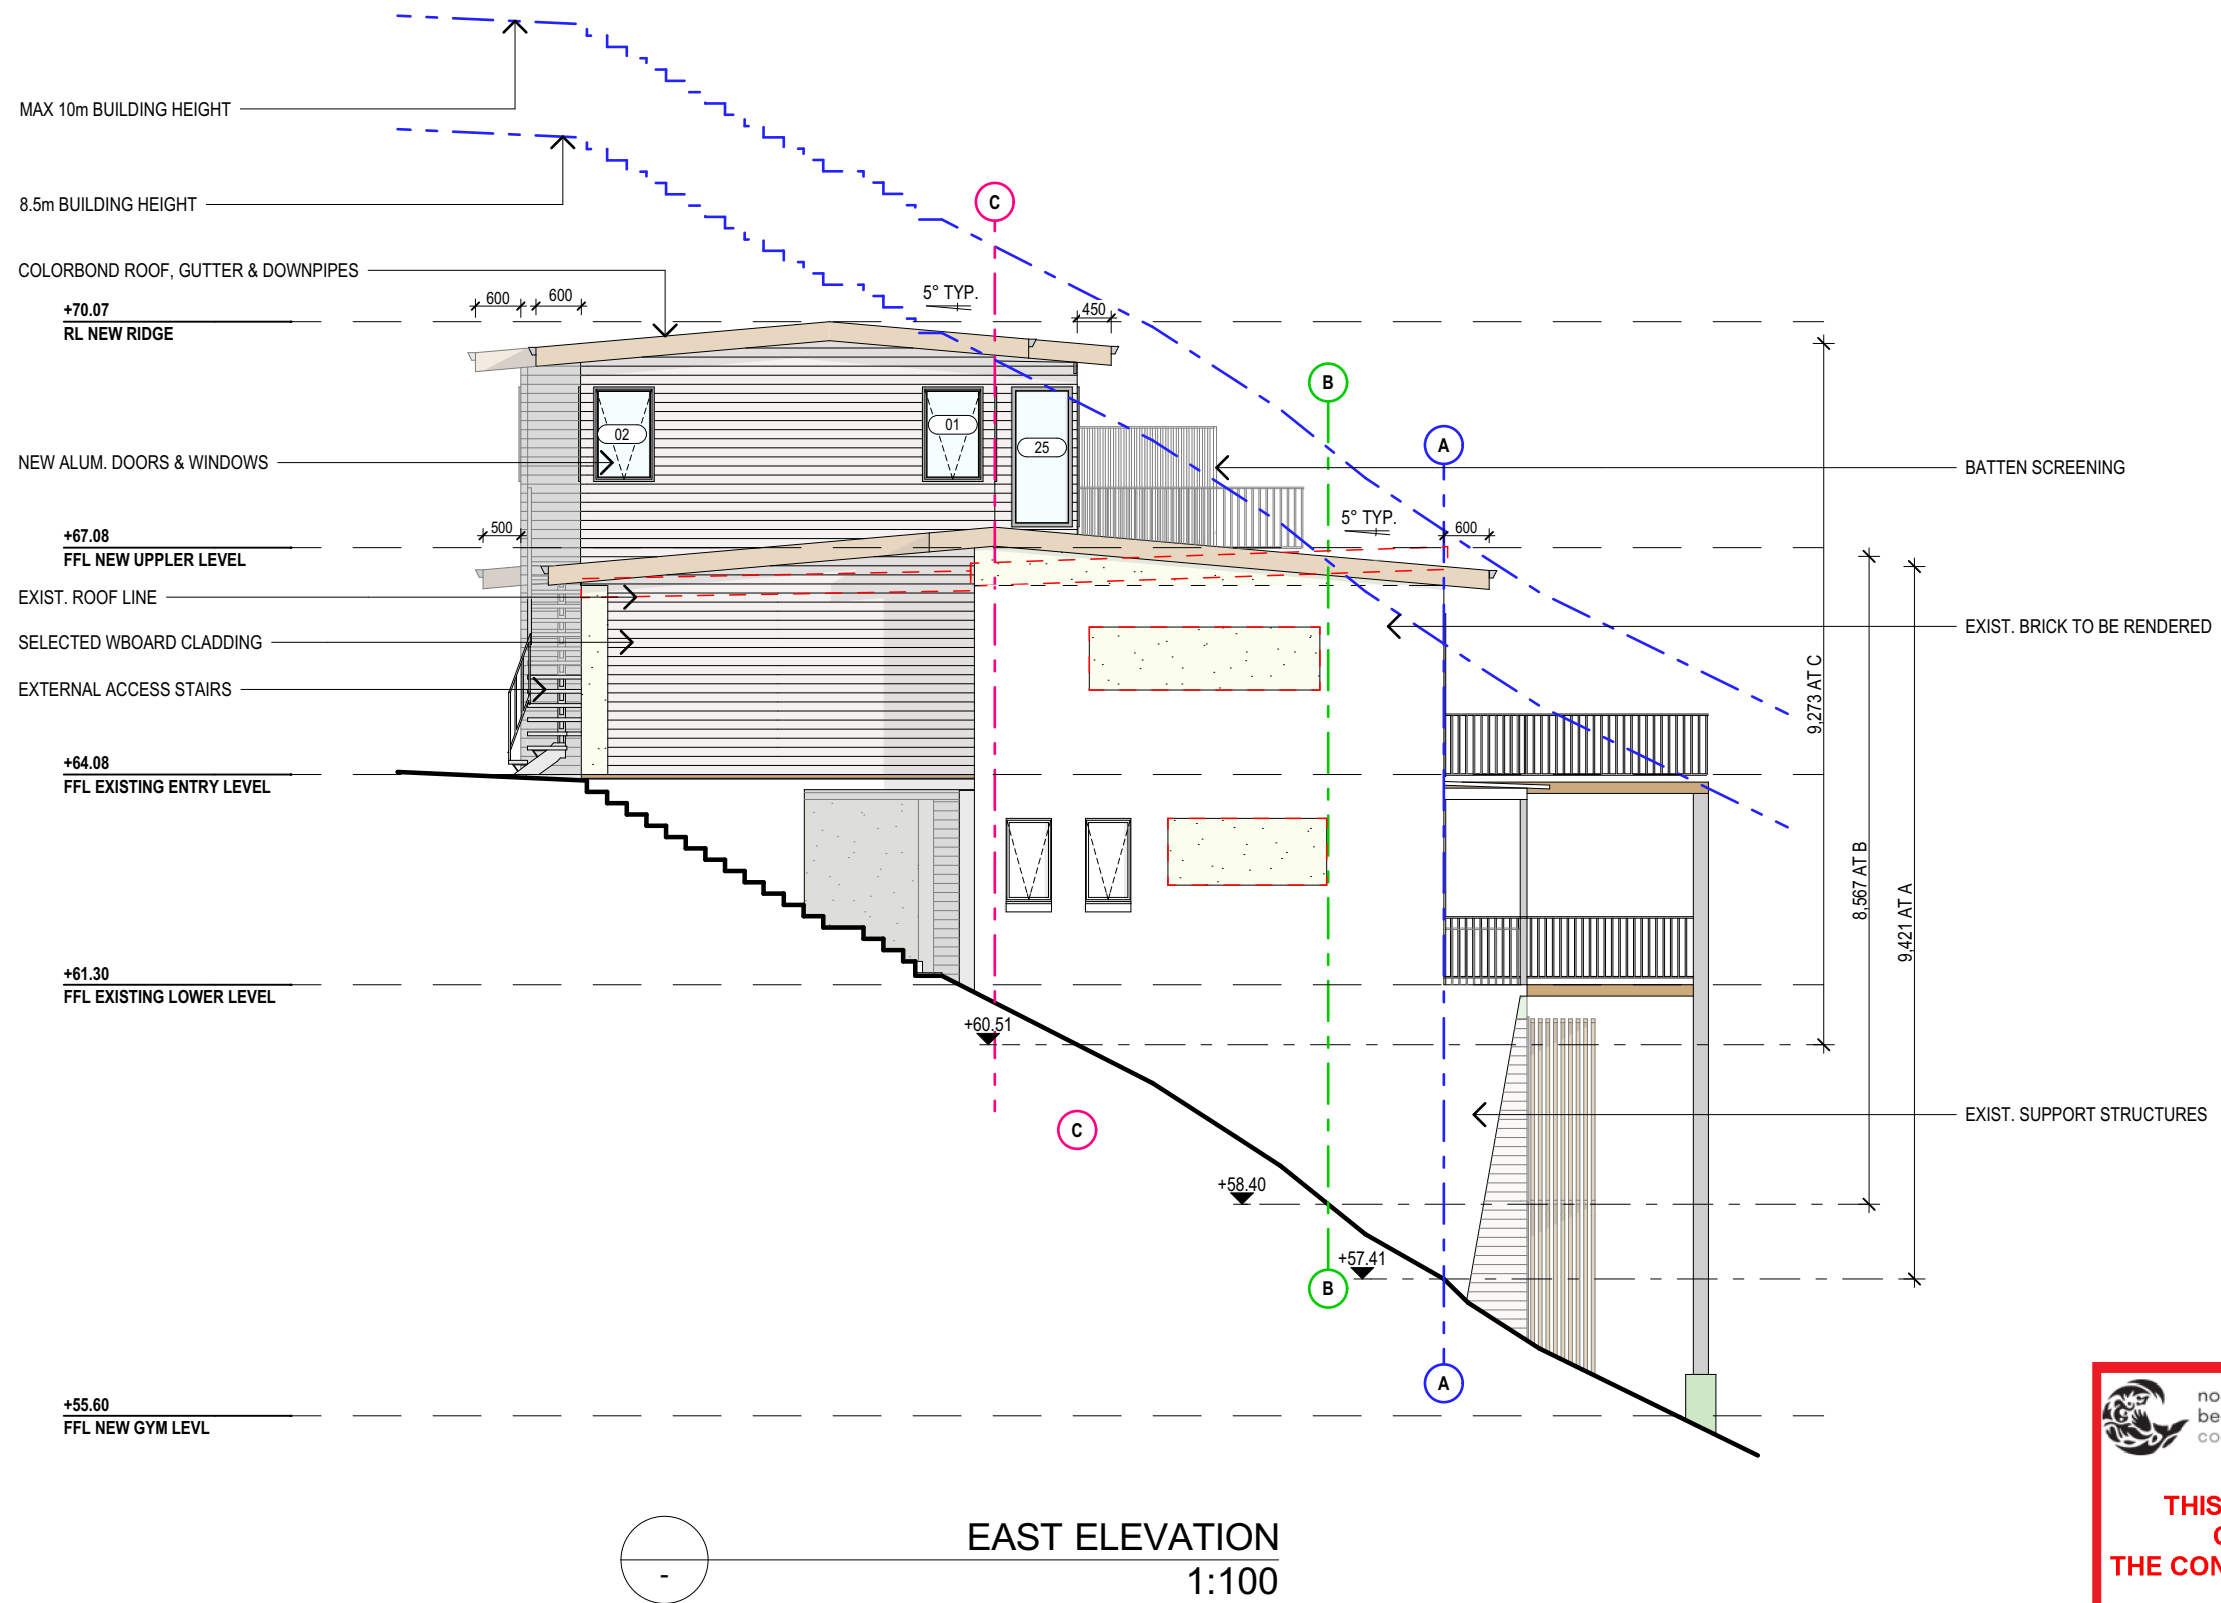 MAX 10m BUILDING HEIGHT
8.5m BUILDING HEIGHT
C
COLORBOND ROOF, GUTTER & DOWNPIPES
600
600
5° TYP.
450
+70.07
RL NEW RIDGE
B
A
02
01
25
NEW ALUM. DOORS & WINDOWS
BATTEN SCREENING
500
5° TYP.
600
+67.08
FFL NEW UPPLER LEVEL
EXIST. ROOF LINE
EXIST. BRICK TO BE RENDERED
SELECTED WBOARD CLADDING
EXTERNAL ACCESS STAIRS
9,273 AT C
+64.08
FFL EXISTING ENTRY LEVEL
8,567 AT B
9,421 AT A
+61.30
FFL EXISTING LOWER LEVEL
+60.51
C
EXIST. SUPPORT STRUCTURES
+58.40
+57.41
B
A
+55.60
FFL NEW GYM LEVL
no
be
co
THIS
THE CON
EAST ELEVATION
-
1:100